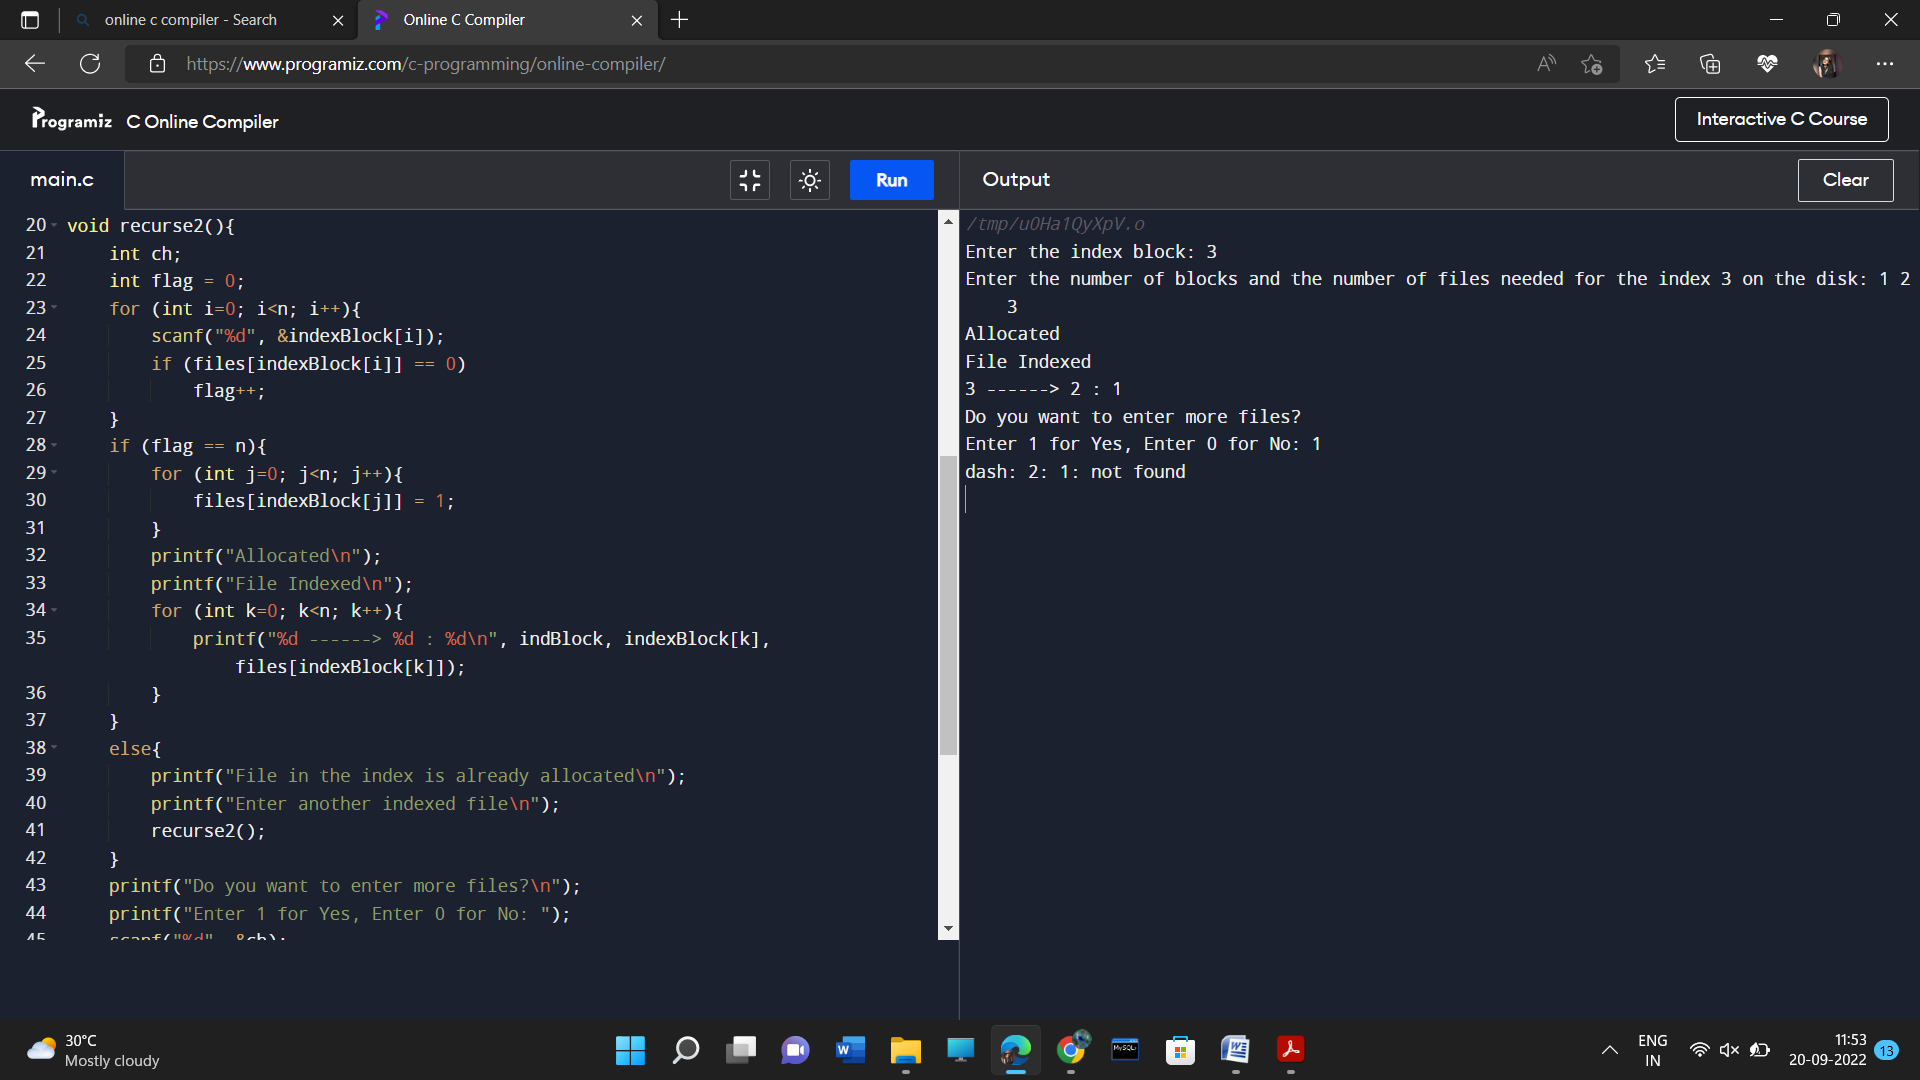 online c compiler - Search
Online C Compiler
https://www.programiz.com/c-programming/online-compiler/
Programiz C Online Compiler
Interactive C Course
main.c
Run
Output
Clear
20 void recurse2(){
21     int ch;
22     int flag = 0;
23     for (int i=0; i<n; i++){
24         scanf("%d", &indexBlock[i]);
25         if (files[indexBlock[i]] == 0)
26             flag++;
27     }
28     if (flag == n){
29         for (int j=0; j<n; j++){
30             files[indexBlock[j]] = 1;
31         }
32         printf("Allocated\n");
33         printf("File Indexed\n");
34         for (int k=0; k<n; k++){
35             printf("%d ------> %d : %d\n", indBlock, indexBlock[k],
                files[indexBlock[k]]);
36         }
37     }
38     else{
39         printf("File in the index is already allocated\n");
40         printf("Enter another indexed file\n");
41         recurse2();
42     }
43     printf("Do you want to enter more files?\n");
44     printf("Enter 1 for Yes, Enter 0 for No: ");
45     scanf("%d", &ch);
/tmp/u0Ha1QyXpV.o
Enter the index block: 3
Enter the number of blocks and the number of files needed for the index 3 on the disk: 1 2
    3
Allocated
File Indexed
3 ------> 2 : 1
Do you want to enter more files?
Enter 1 for Yes, Enter 0 for No: 1
dash: 2: 1: not found
30°C
Mostly cloudy
MySQL
ENG
IN
11:53
20-09-2022
13